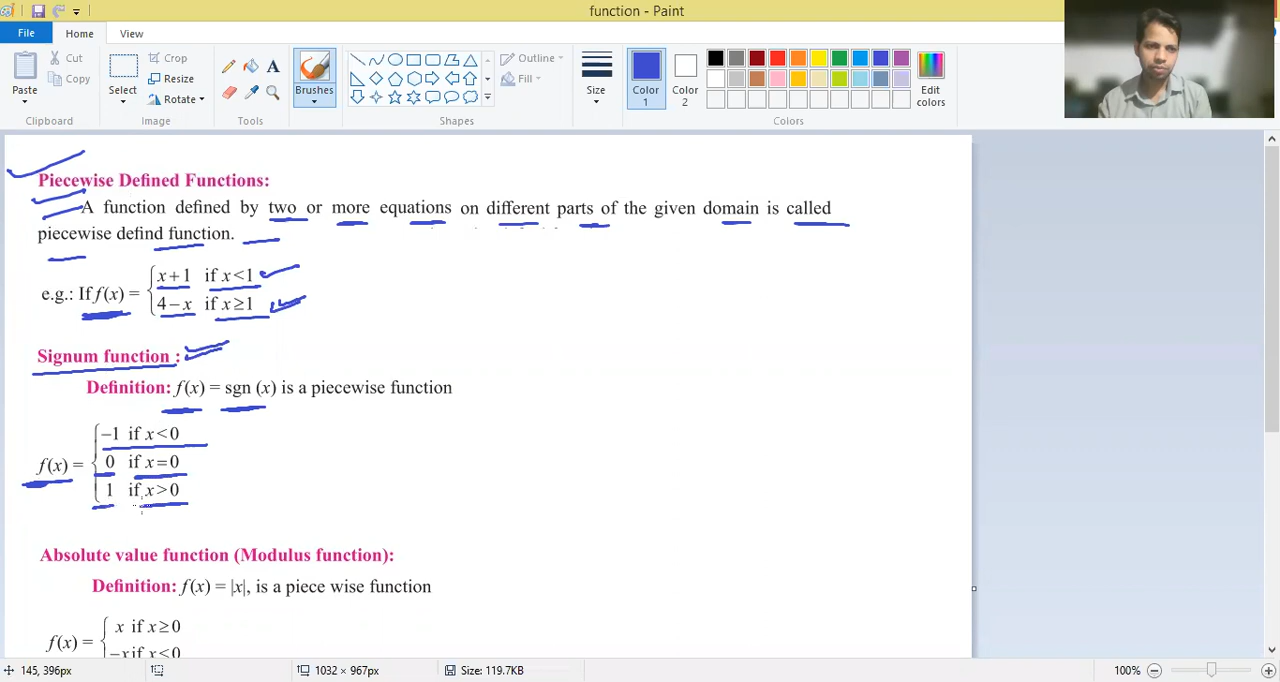 function - Paint
File Home View
Paste
Cut
Copy
Clipboard
Select
Crop
Resize
Rotate
Image
A
Tools
Brushes
Shapes
Outline
Fill
Size
Color 1
Color 2
Edit colors
Colors
Piecewise Defined Functions:
A function defined by two or more equations on different parts of the given domain is called
piecewise defind function.
e.g.: If f(x) = { x+1 if x<1
4−x if x≥1
Signum function :
Definition: f(x) = sgn (x) is a piecewise function
−1 if x<0
f(x) = { 0 if x=0
1 if x>0
Absolute value function (Modulus function):
Definition: f(x) = |x|, is a piece wise function
x if x≥0
f(x) = {
−x if x<0
145, 396px
1032 × 967px
Size: 119.7KB
100%